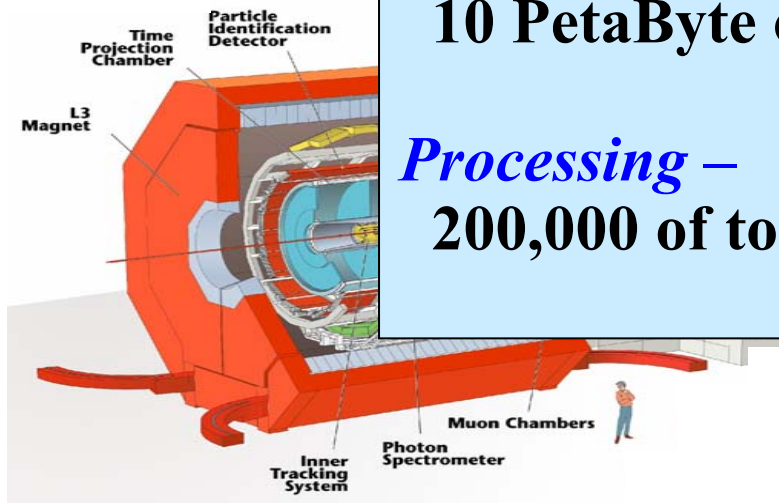 Particle
Identification
Detector
Time
Projection
Chamber
L3
Magnet
10 PetaByte
Processing –
200,000 of
Muon Chambers
Photon
Spectrometer
Inner
Tracking
System